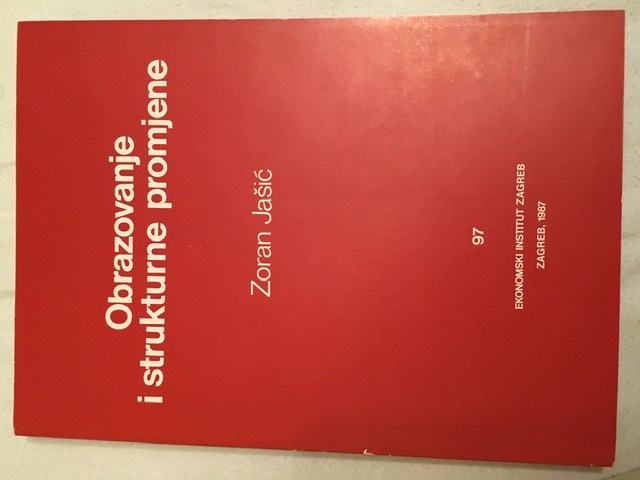 Obrazovanje
i strukturne promjene
Zoran Jašić
97
EKONOMSKI INSTITUT ZAGREB
ZAGREB, 1987